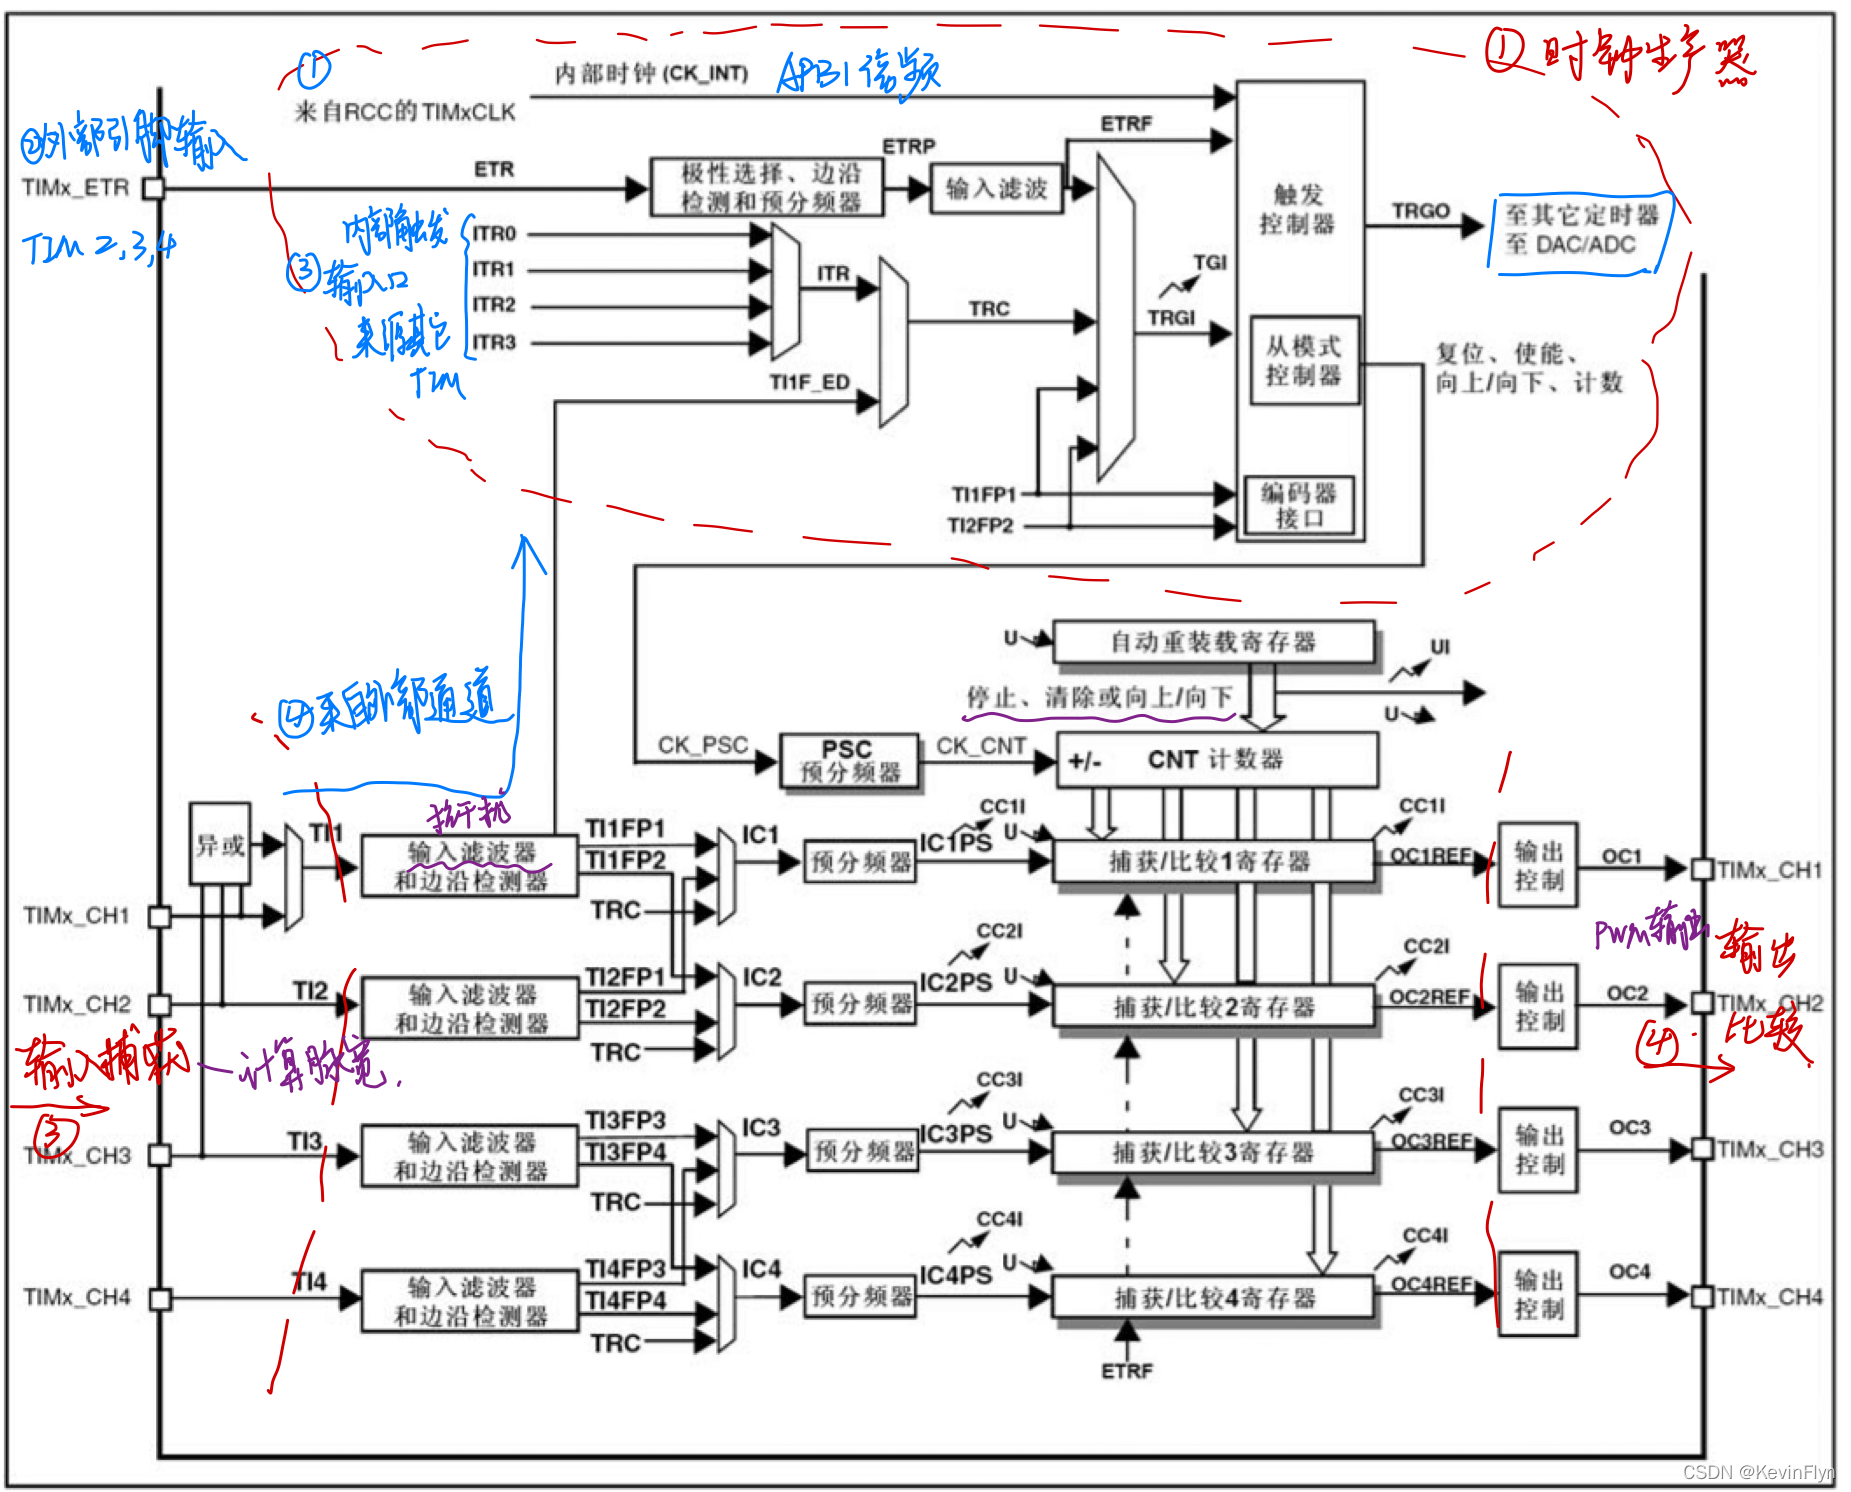 ① 时钟生产器
①
内部时钟 (CK_INT)
APB1倍频
来自RCC的TIMxCLK
②外部引脚输入
ETRF
ETRP
ETR
TIMx_ETR
极性选择、边沿
检测和预分频器
输入滤波
触发
控制器
TRGO
至其它定时器
至 DAC/ADC
TIM 2,3,4
内部触发
③输入口
来源其它
TIM
ITR0
ITR1
ITR2
ITR3
ITR
TRC
TGI
TRGI
TI1F_ED
从模式
控制器
复位、使能、
向上/向下、计数
TI1FP1
TI2FP2
编码器
接口
U
自动重装载寄存器
UI
停止、清除或向上/向下
U
④来自外部通道
CK_PSC
PSC
预分频器
CK_CNT
+/-
CNT 计数器
抗干扰
异或
TI1
输入滤波器
和边沿检测器
TI1FP1
TI1FP2
TRC
IC1
预分频器
IC1PS
CC1I
U
捕获/比较1寄存器
CC1I
OC1REF
输出
控制
OC1
TIMx_CH1
TIMx_CH1
PWM输出
输出
TIMx_CH2
TI2
输入滤波器
和边沿检测器
TI2FP1
TI2FP2
TRC
IC2
预分频器
IC2PS
CC2I
U
捕获/比较2寄存器
CC2I
OC2REF
输出
控制
OC2
TIMx_CH2
④
比较
输入捕获
计算脉宽.
③
TIMx_CH3
TI3
输入滤波器
和边沿检测器
TI3FP3
TI3FP4
TRC
IC3
预分频器
IC3PS
CC3I
U
捕获/比较3寄存器
CC3I
OC3REF
输出
控制
OC3
TIMx_CH3
TIMx_CH4
TI4
输入滤波器
和边沿检测器
TI4FP3
TI4FP4
TRC
IC4
预分频器
IC4PS
CC4I
U
捕获/比较4寄存器
CC4I
OC4REF
输出
控制
OC4
TIMx_CH4
ETRF
CSDN @KevinFlyn